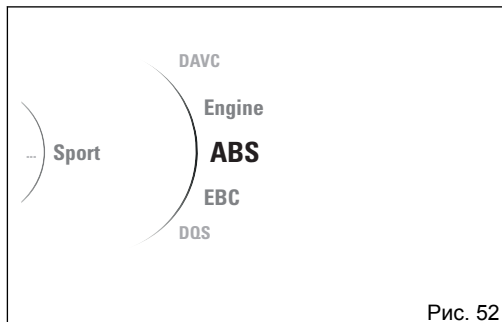 DAVC
Engine
... Sport
ABS
EBC
DQS
Рис. 52